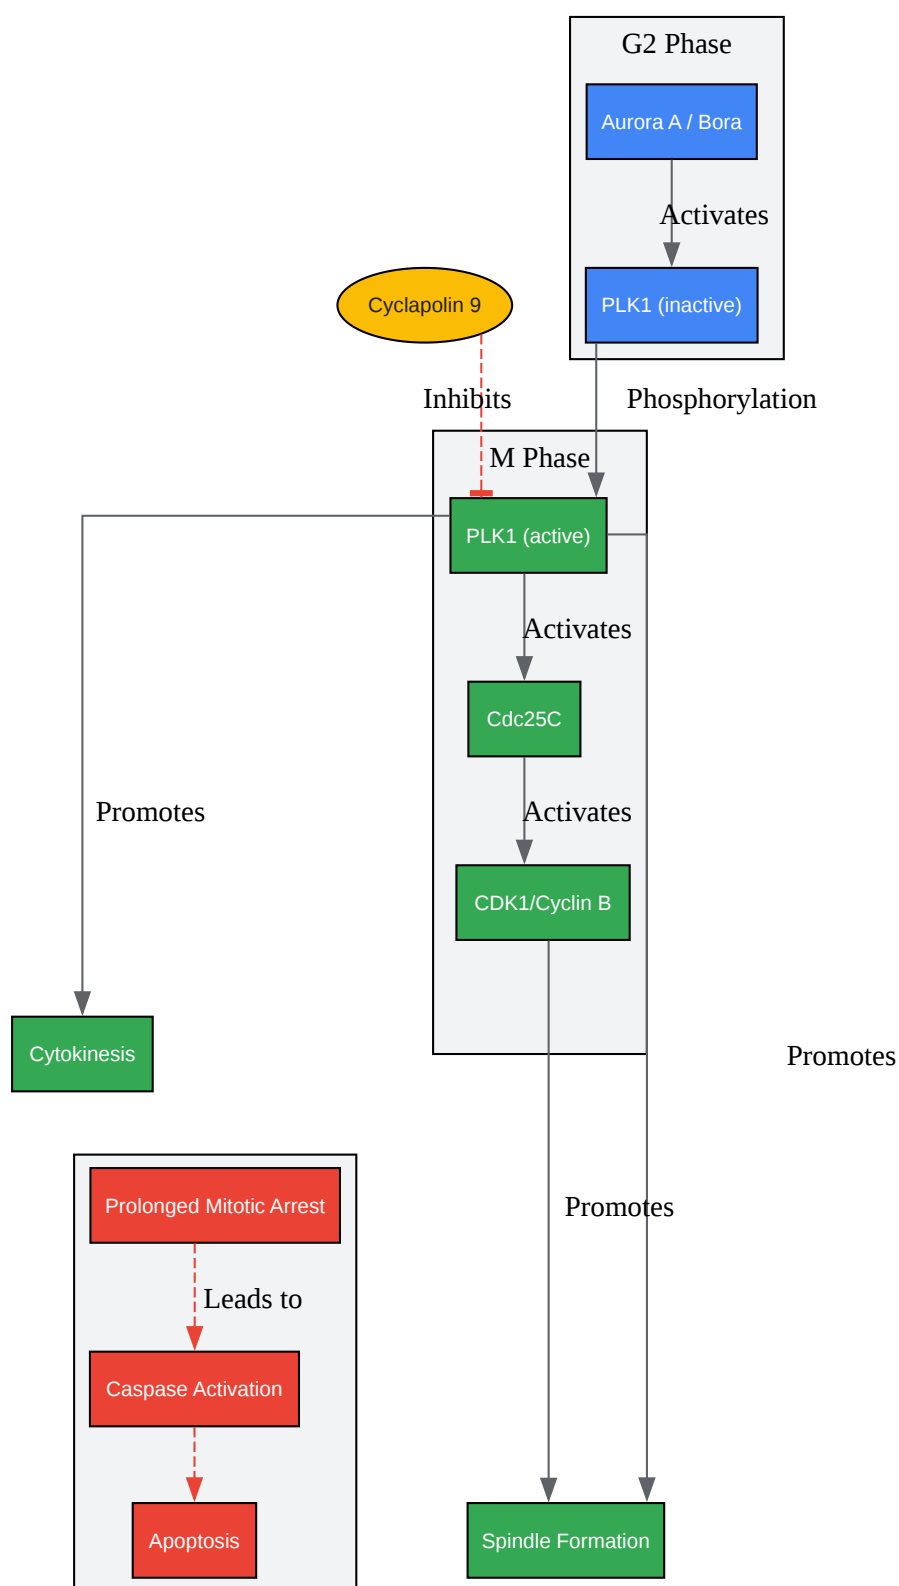 G2 Phase
Aurora A / Bora
Activates
Cyclapolin 9
PLK1 (inactive)
Inhibits
Phosphorylation
M Phase
PLK1 (active)
Activates
Cdc25C
Promotes
Activates
CDK1/Cyclin B
Cytokinesis
Promotes
Prolonged Mitotic Arrest
Promotes
Leads to
Caspase Activation
Apoptosis
Spindle Formation